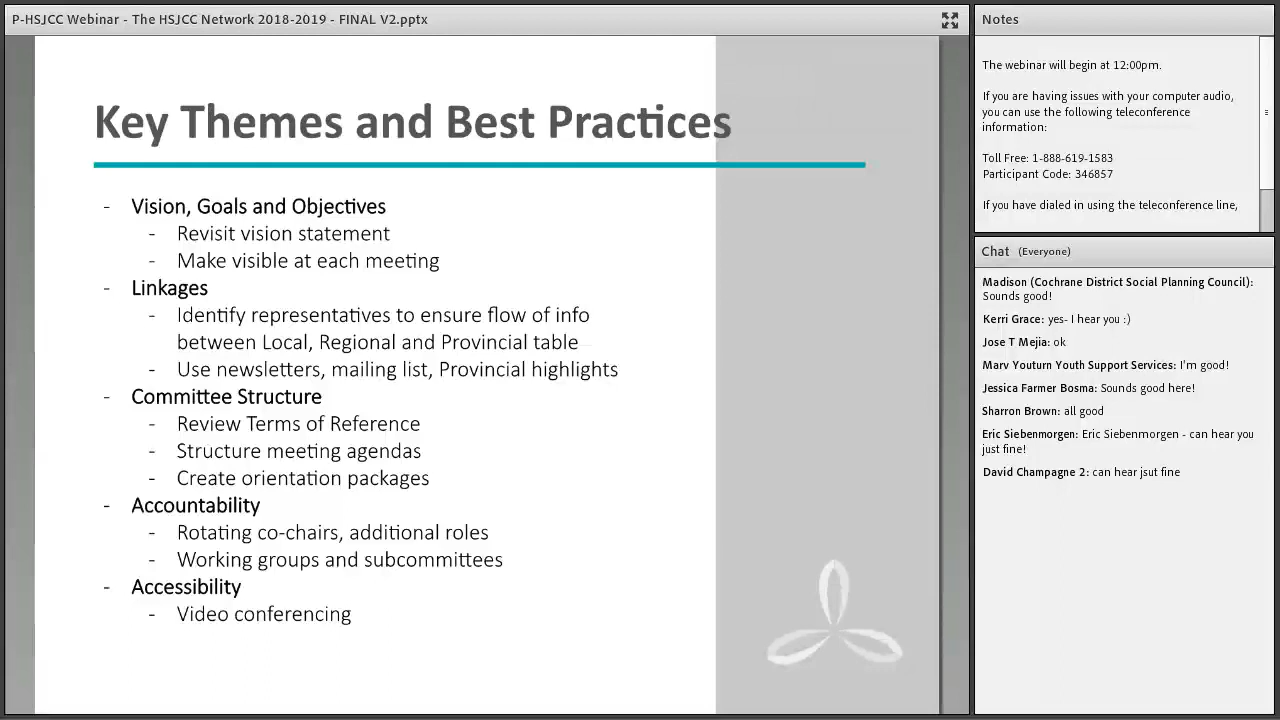 P-HSJCC Webinar - The HSJCC Network 2018-2019 - FINAL V2.pptx
Key Themes and Best Practices
- Vision, Goals and Objectives
- Revisit vision statement
- Make visible at each meeting
- Linkages
- Identify representatives to ensure flow of info
between Local, Regional and Provincial table
- Use newsletters, mailing list, Provincial highlights
- Committee Structure
- Review Terms of Reference
- Structure meeting agendas
- Create orientation packages
- Accountability
- Rotating co-chairs, additional roles
- Working groups and subcommittees
- Accessibility
- Video conferencing
Notes
The webinar will begin at 12:00pm.
If you are having issues with your computer audio,
you can use the following teleconference
information:
Toll Free: 1-888-619-1583
Participant Code: 346857
If you have dialed in using the teleconference line,
Chat (Everyone)
Madison (Cochrane District Social Planning Council):
Sounds good!
Kerri Grace: yes- I hear you :)
Jose T Mejia: ok
Marv Youturn Youth Support Services: I'm good!
Jessica Farmer Bosma: Sounds good here!
Sharron Brown: all good
Eric Siebenmorgen: Eric Siebenmorgen - can hear you
just fine!
David Champagne 2: can hear jsut fine